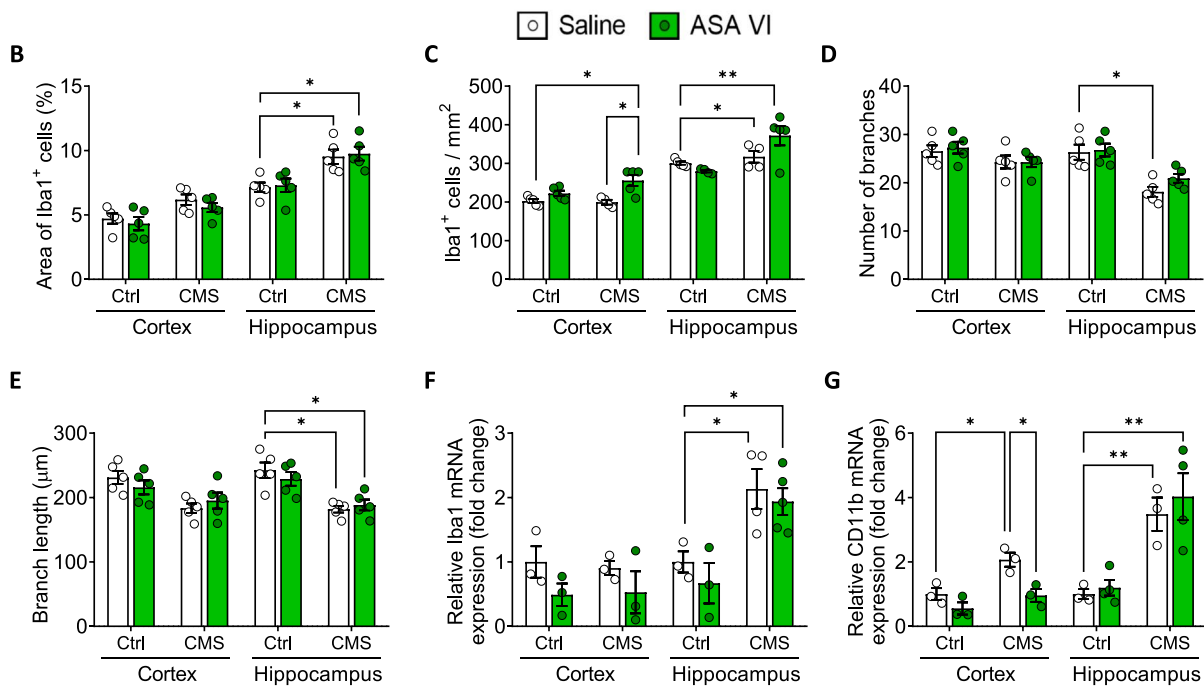 Saline ASA VI
B
Area of Iba1+ cells (%)
15
10
5
0
Ctrl CMS Ctrl CMS
Cortex Hippocampus
*
*
C
Iba1+ cells / mm2
500
400
300
200
100
0
Ctrl CMS Ctrl CMS
Cortex Hippocampus
* **
* *
D
Number of branches
40
30
20
10
0
Ctrl CMS Ctrl CMS
Cortex Hippocampus
*
E
Branch length (μm)
300
200
100
0
Ctrl CMS Ctrl CMS
Cortex Hippocampus
*
*
F
Relative Iba1 mRNA
expression (fold change)
4
3
2
1
0
Ctrl CMS Ctrl CMS
Cortex Hippocampus
*
*
G
Relative CD11b mRNA
expression (fold change)
6
4
2
0
Ctrl CMS Ctrl CMS
Cortex Hippocampus
* * **
**